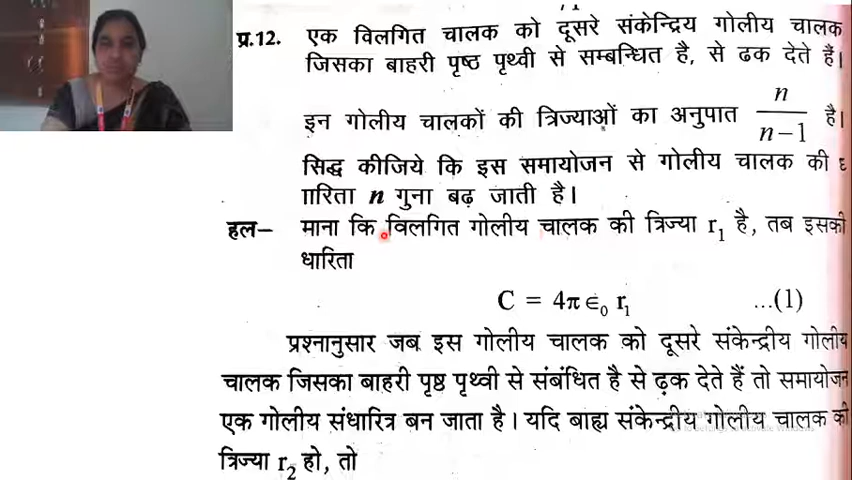 प्र.12. एक विलगित चालक को दूसरे संकेन्द्रिय गोलीय चालक
जिसका बाहरी पृष्ठ पृथ्वी से सम्बन्धित है, से ढक देते हैं।
इन गोलीय चालकों की त्रिज्याओं का अनुपात n/n−1 है।
सिद्ध कीजिये कि इस समायोजन से गोलीय चालक की ध
ारिता n गुना बढ़ जाती है।
हल– माना कि विलगित गोलीय चालक की त्रिज्या r₁ है, तब इसकी
धारिता
C = 4π ∈₀ r₁ ...(1)
प्रश्नानुसार जब इस गोलीय चालक को दूसरे संकेन्द्रीय गोलीय
चालक जिसका बाहरी पृष्ठ पृथ्वी से संबंधित है से ढ़क देते हैं तो समायोजन
एक गोलीय संधारित्र बन जाता है। यदि बाह्य संकेन्द्रीय गोलीय चालक की
त्रिज्या r₂ हो, तो